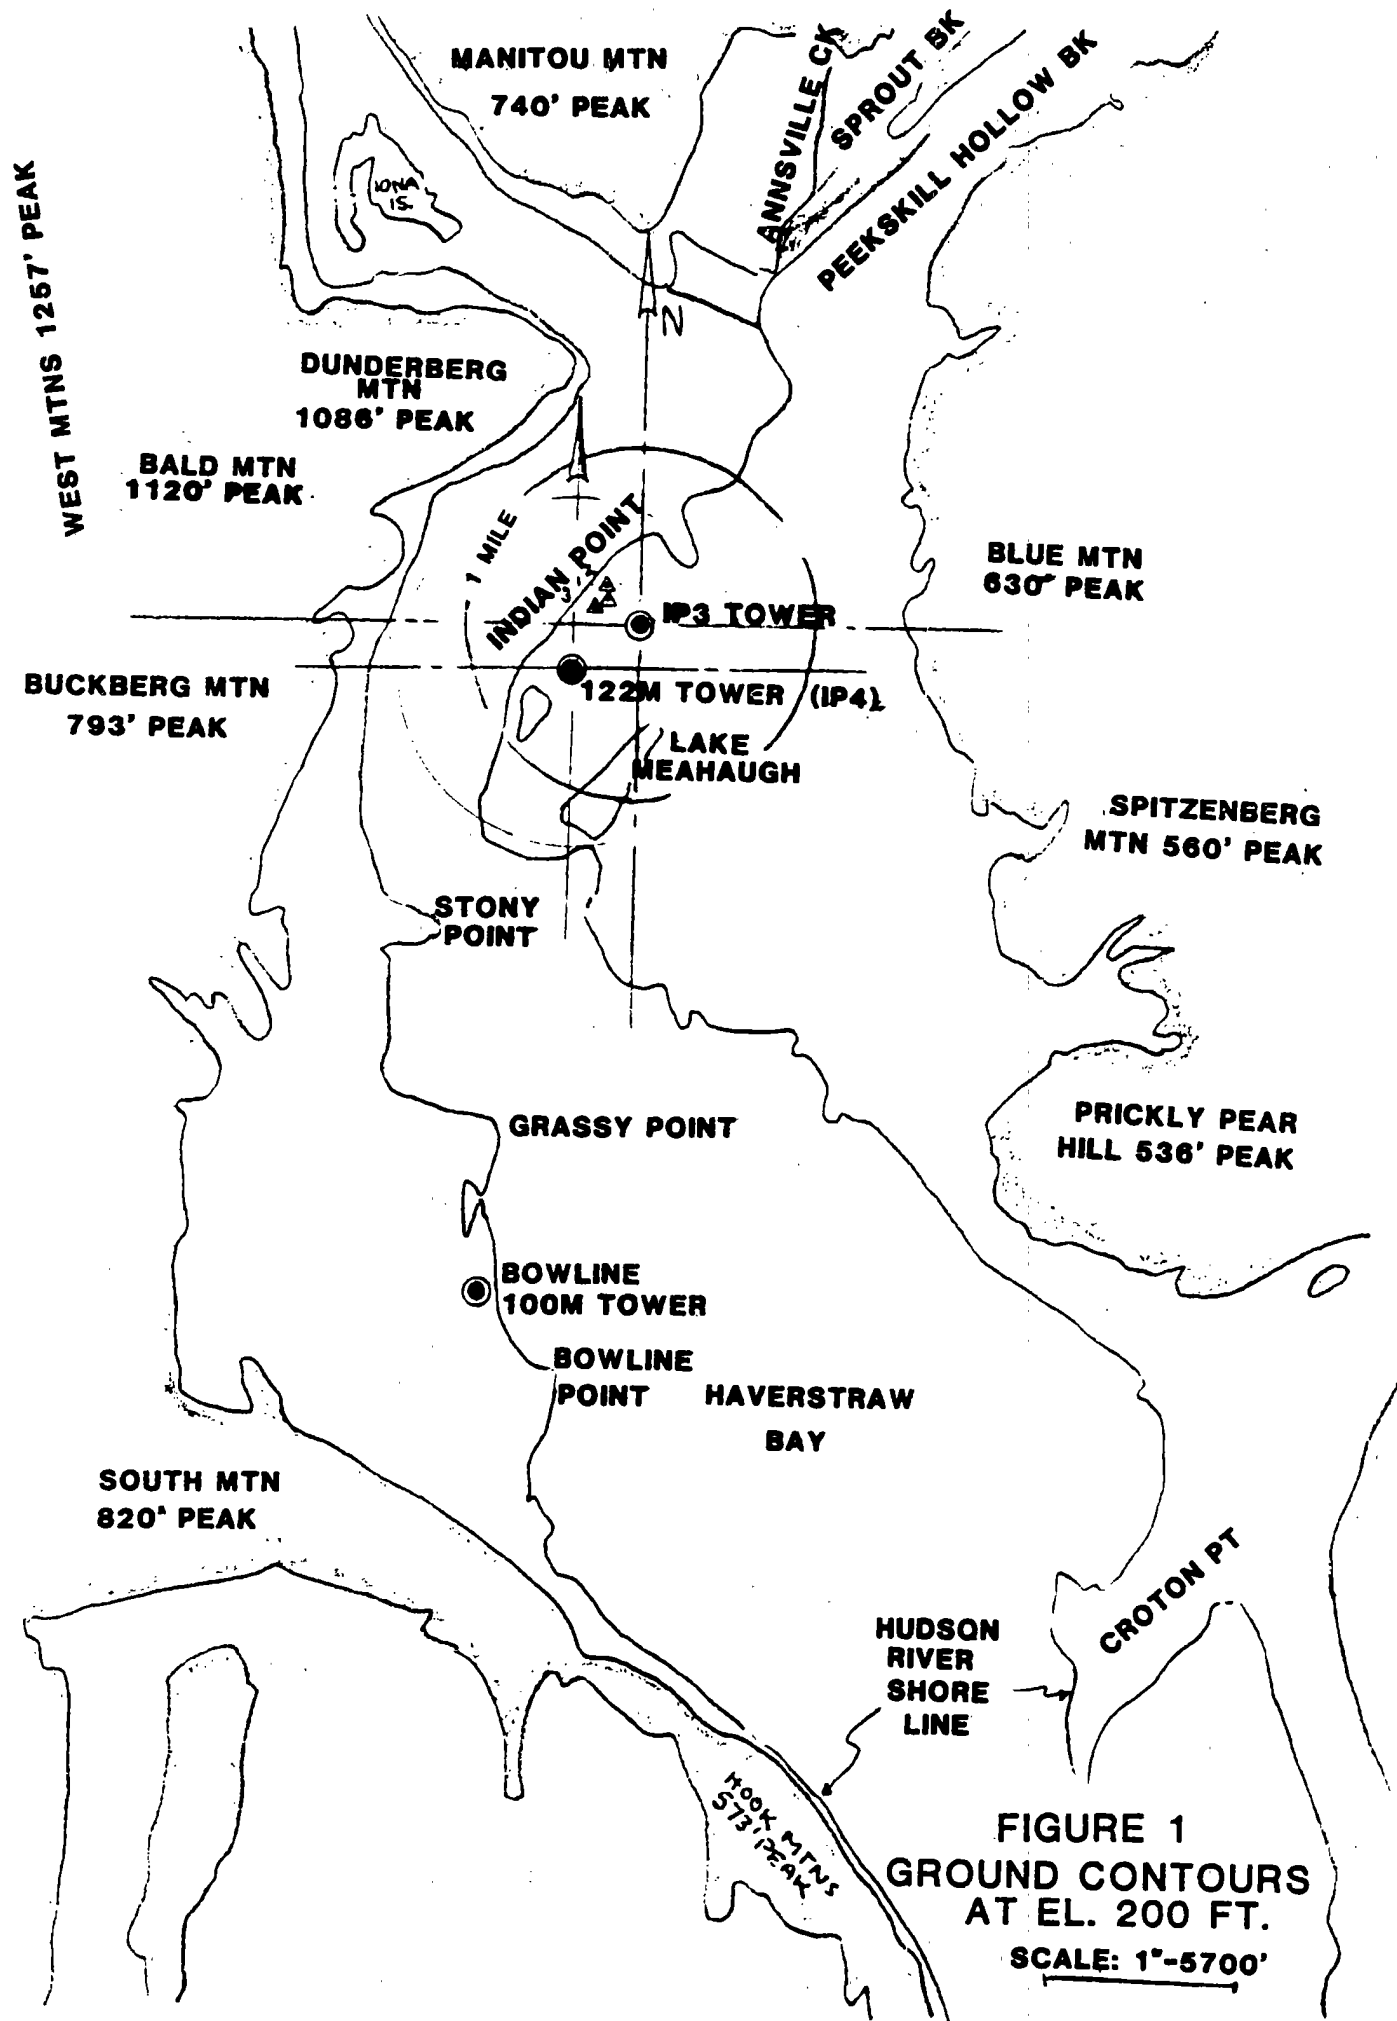 MANITOU MTN
740' PEAK
ANNSVILLE CK
SPROUT BK
PEEKSKILL HOLLOW BK
IONA
IS.
WEST MTNS 1257' PEAK
N
DUNDERBERG
MTN
1086' PEAK
BALD MTN
1120' PEAK
1 MILE
INDIAN POINT
BLUE MTN
630' PEAK
IP3 TOWER
122M TOWER (IP4)
BUCKBERG MTN
793' PEAK
LAKE
MEAHAUGH
SPITZENBERG
MTN 560' PEAK
STONY
POINT
GRASSY POINT
PRICKLY PEAR
HILL 536' PEAK
BOWLINE
100M TOWER
BOWLINE
POINT
HAVERSTRAW
BAY
SOUTH MTN
820' PEAK
CROTON PT
HUDSON
RIVER
SHORE
LINE
HOOK MTNS
573' PEAK
FIGURE 1
GROUND CONTOURS
AT EL. 200 FT.
SCALE: 1"-5700'